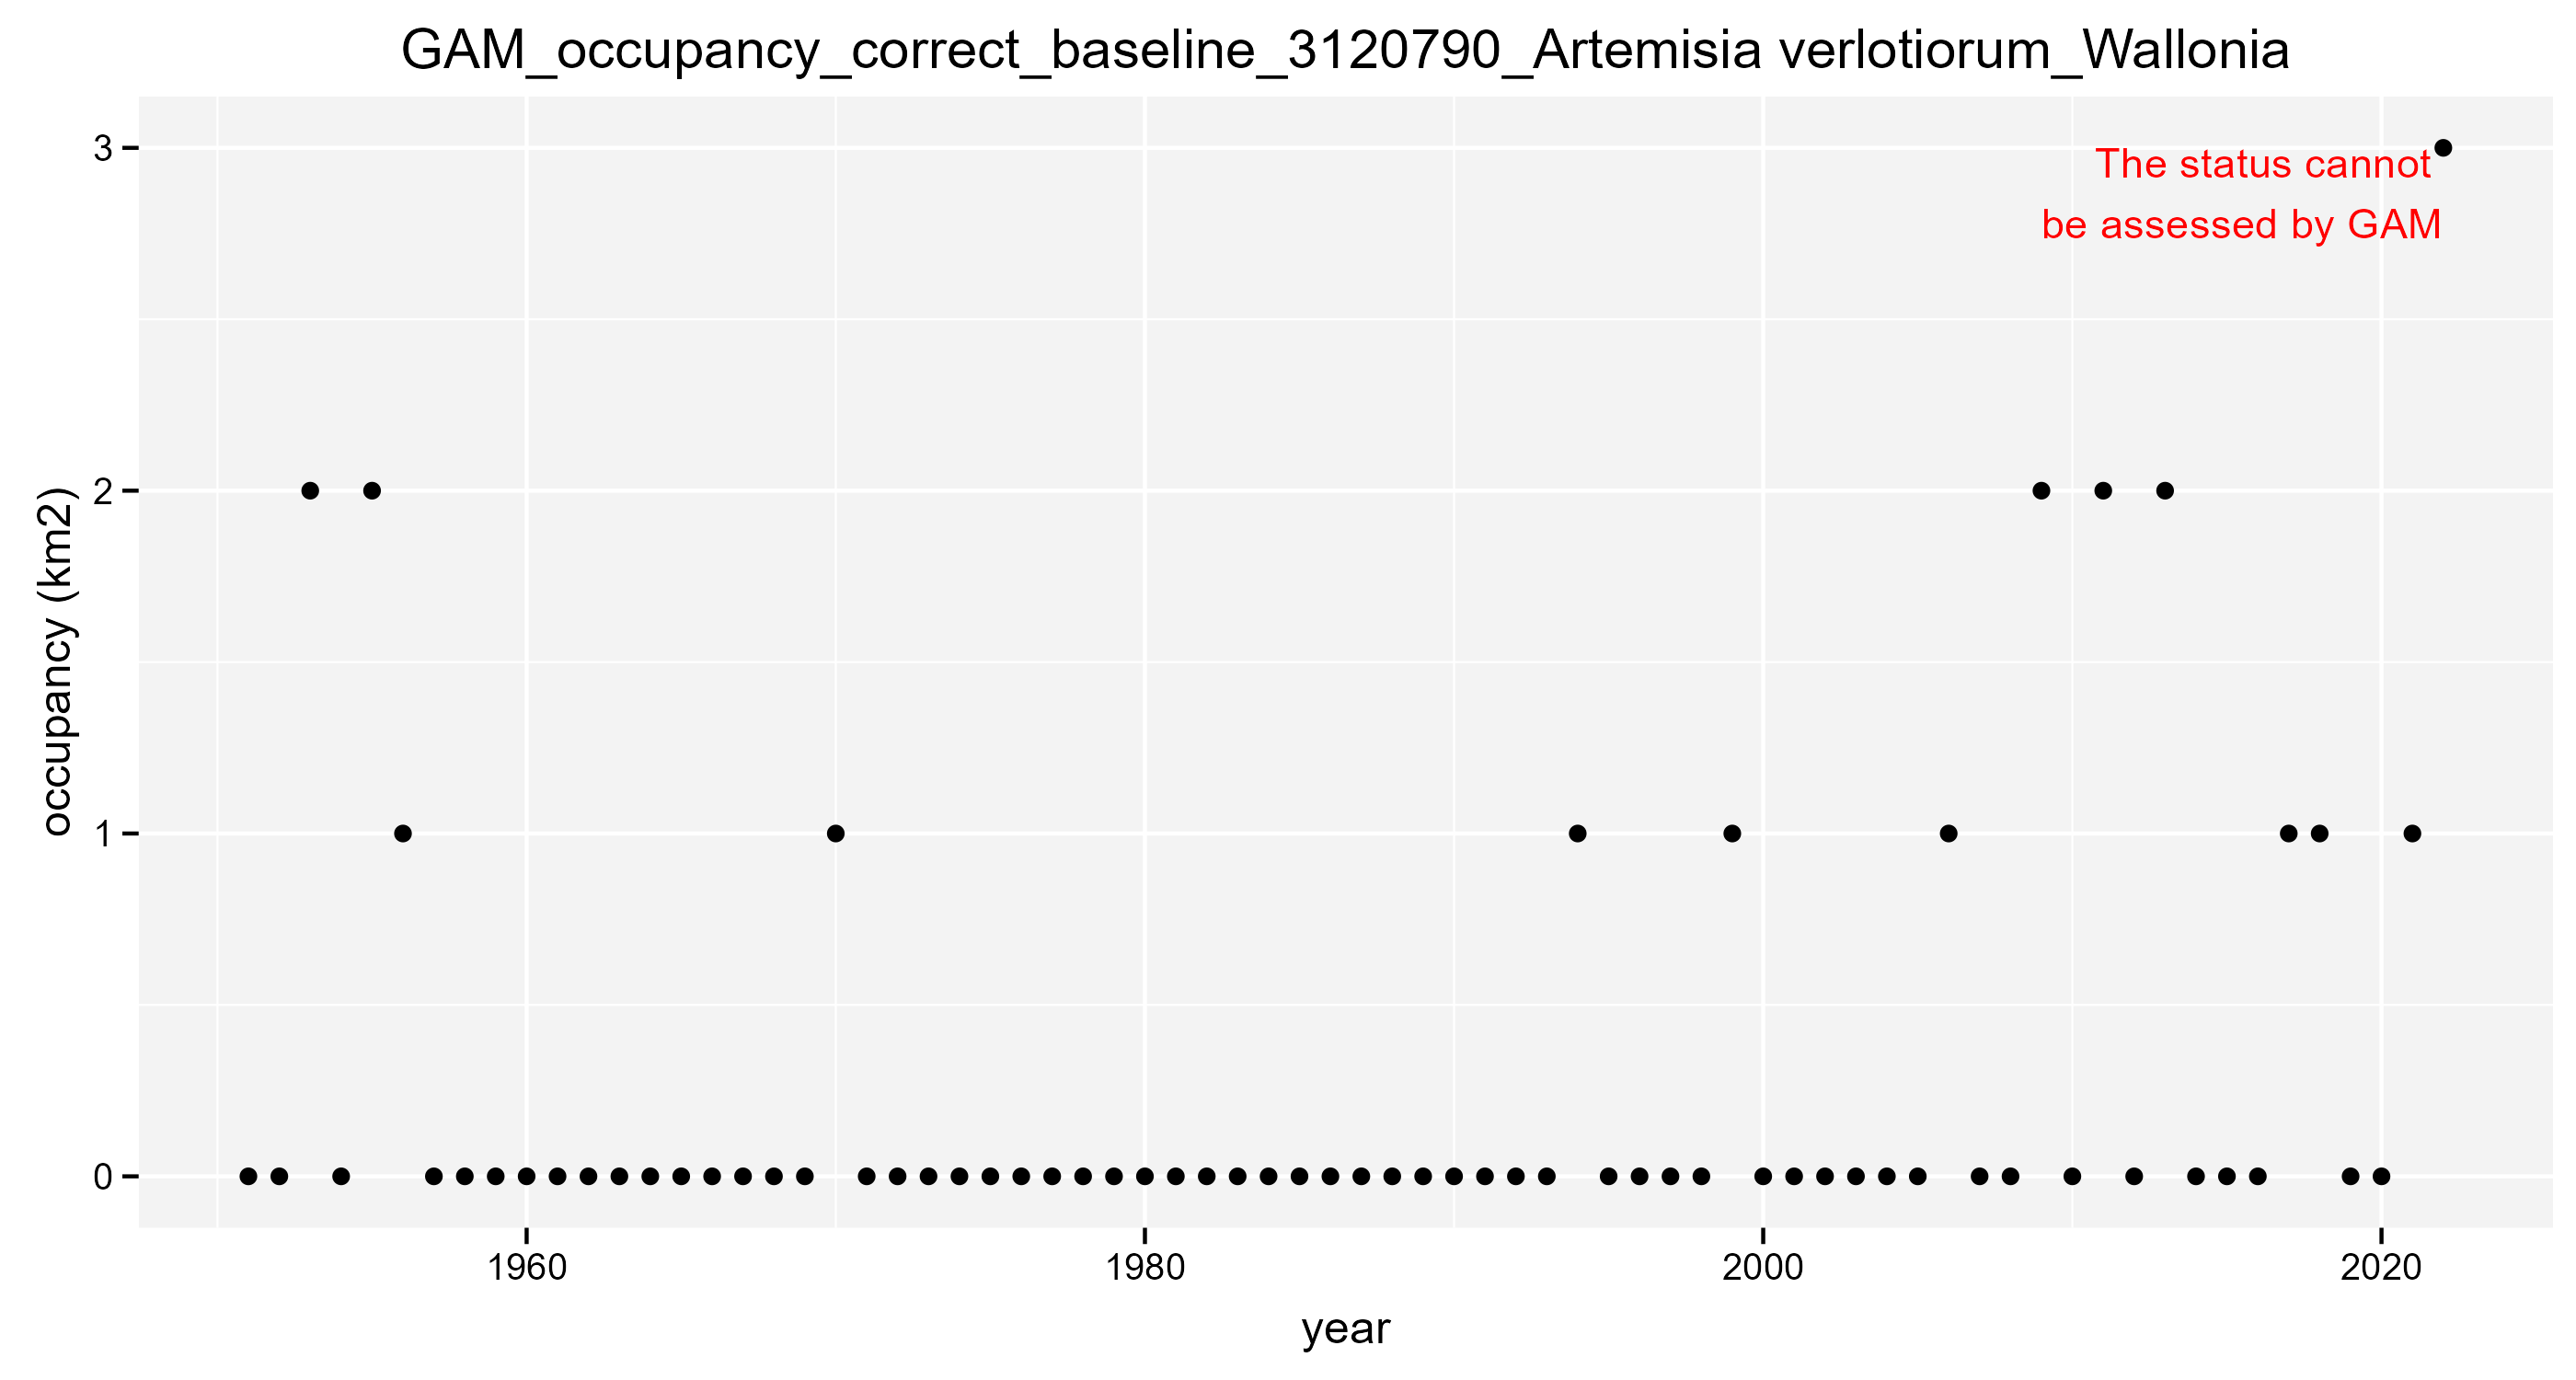 GAM_occupancy_correct_baseline_3120790_Artemisia verlotiorum_Wallonia
3
The status cannot
be assessed by GAM
2
occupancy (km2)
1
0
1960
1980
2000
2020
year